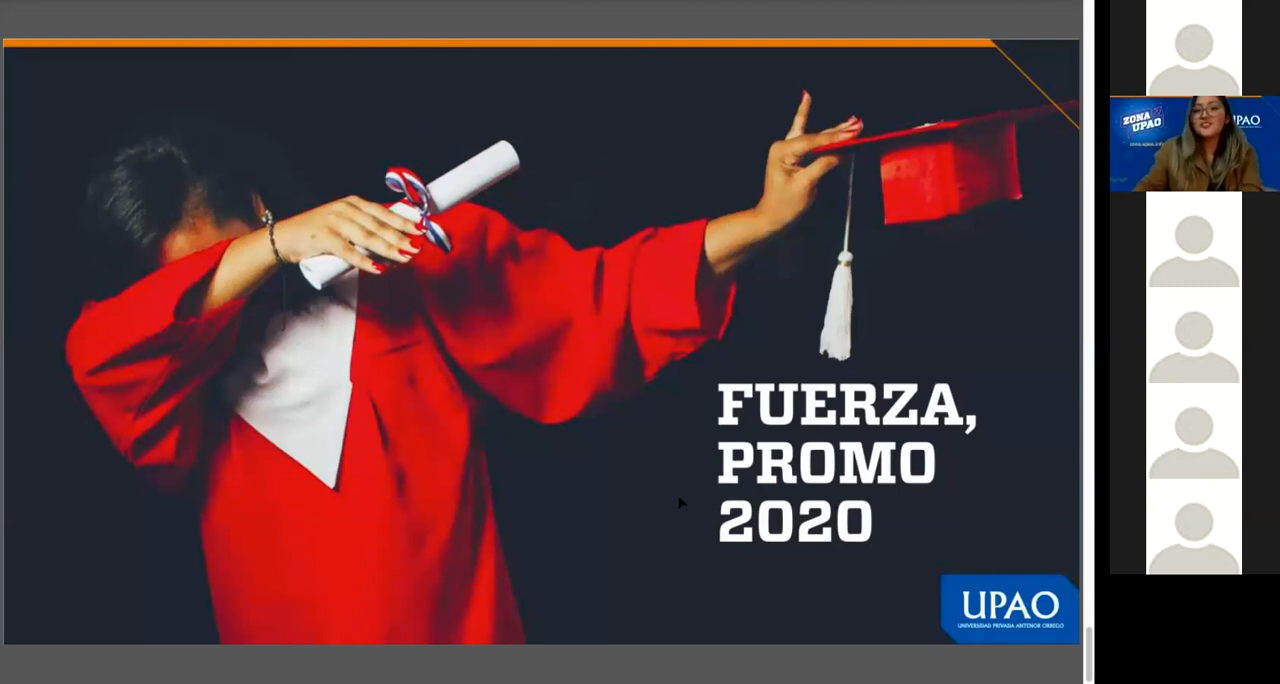 FUERZA,
PROMO
2020
UPAO
UNIVERSIDAD PRIVADA ANTENOR ORREGO
ZONA
UPAO
UPAO